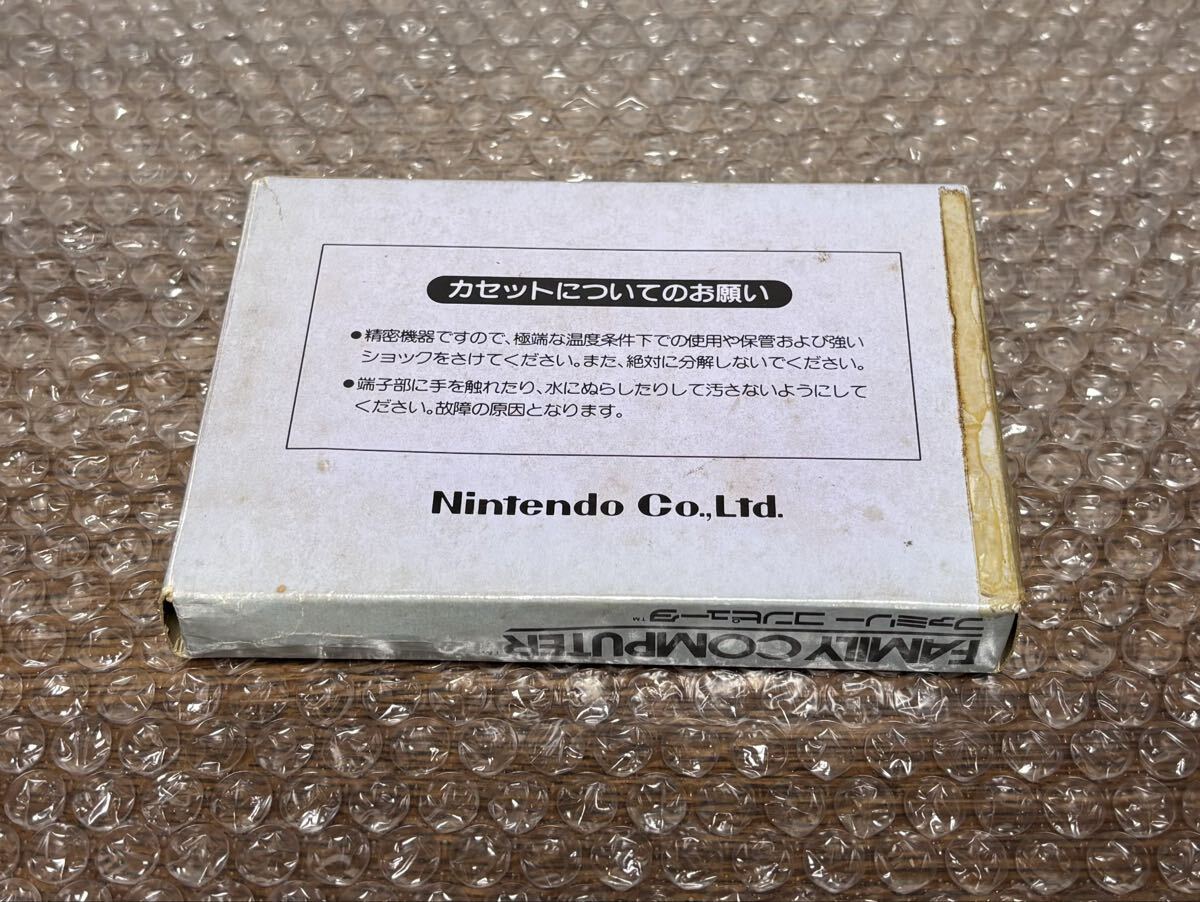 カセットについてのお願い
●精密機器ですので、極端な温度条件下での使用や保管および強い
ショックをさけてください。また、絶対に分解しないでください。
●端子部に手を触れたり、水にぬらしたりして汚さないようにして
ください。故障の原因となります。
Nintendo Co.,Ltd.
FAMILY COMPUTER™
ファミリーコンピュータ™